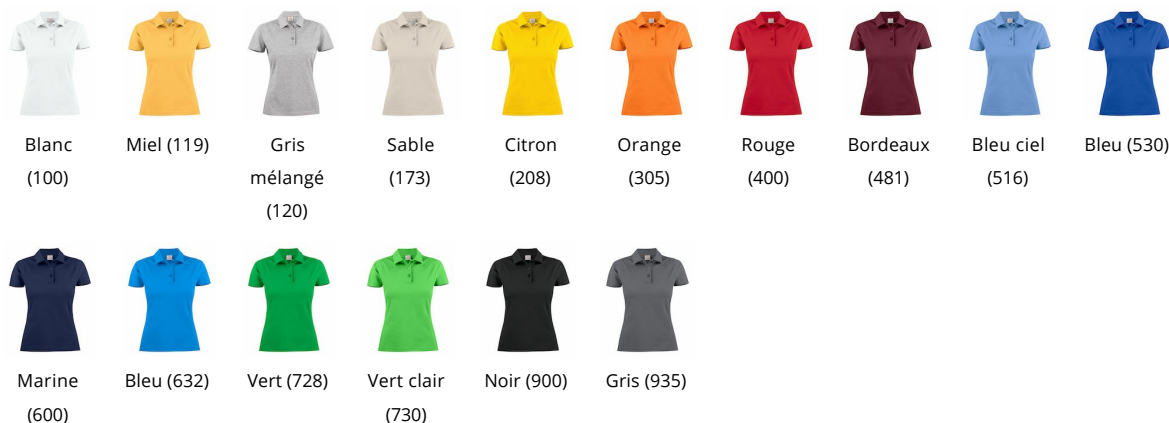 Blanc
(100)
Miel (119)
Gris
mélangé
(120)
Sable
(173)
Citron
(208)
Orange
(305)
Rouge
(400)
Bordeaux
(481)
Bleu ciel
(516)
Bleu (530)
Marine
(600)
Bleu (632)
Vert (728)
Vert clair
(730)
Noir (900)
Gris (935)